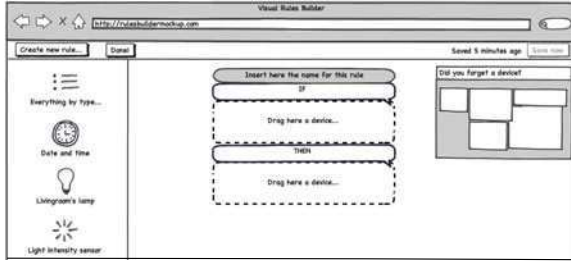 Visual Rules Builder
http://rulesbuildermockup.com
Create new rule...
Done!
Saved 5 minutes ago
Save now
Everything by type...
Date and time
Livingroom's lamp
Light intensity sensor
Insert here the name for this rule
IF
Drag here a device...
THEN
Drag here a device...
Did you forget a device?